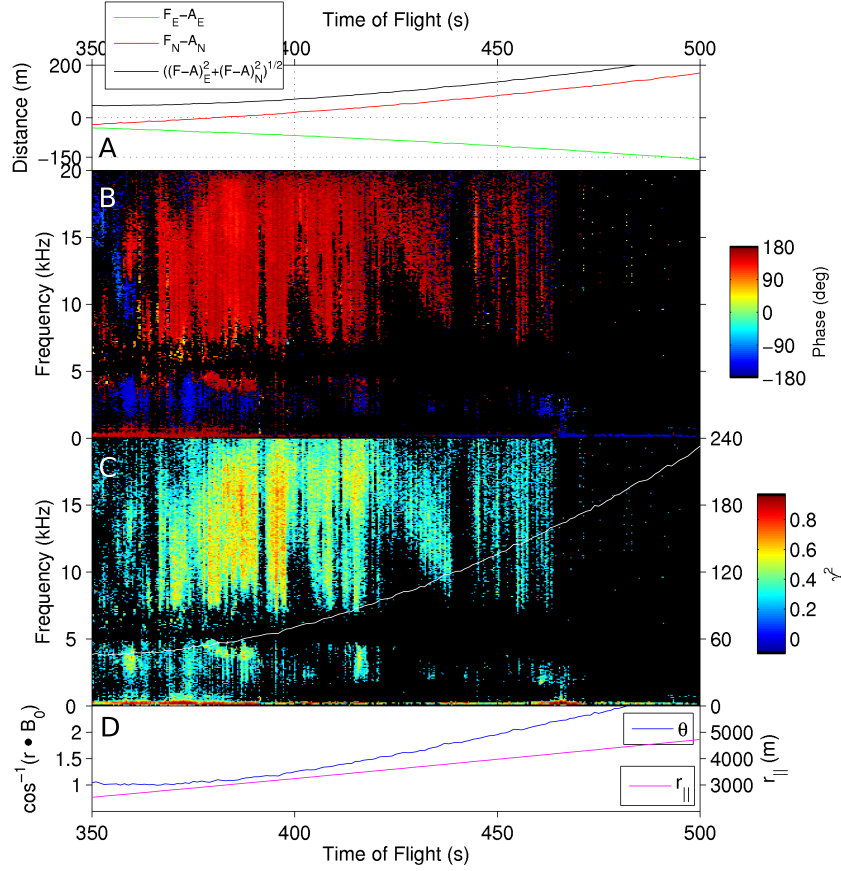 Time of Flight (s)
350 400 450 500
F_E−A_E
F_N−A_N
((F−A)_E^2+(F−A)_N^2)^1/2
Distance (m)
200
0
−150
A
Frequency (kHz)
20
15
10
5
0
B
180
90
0
−90
−180
Phase (deg)
Frequency (kHz)
15
10
5
0
C
240
180
120
60
0
0.8
0.6
0.4
0.2
0
γ^2
cos^−1(r • B_0)
2
1.5
1
D
θ
r_||
5000
4000
3000
r_|| (m)
350 400 450 500
Time of Flight (s)